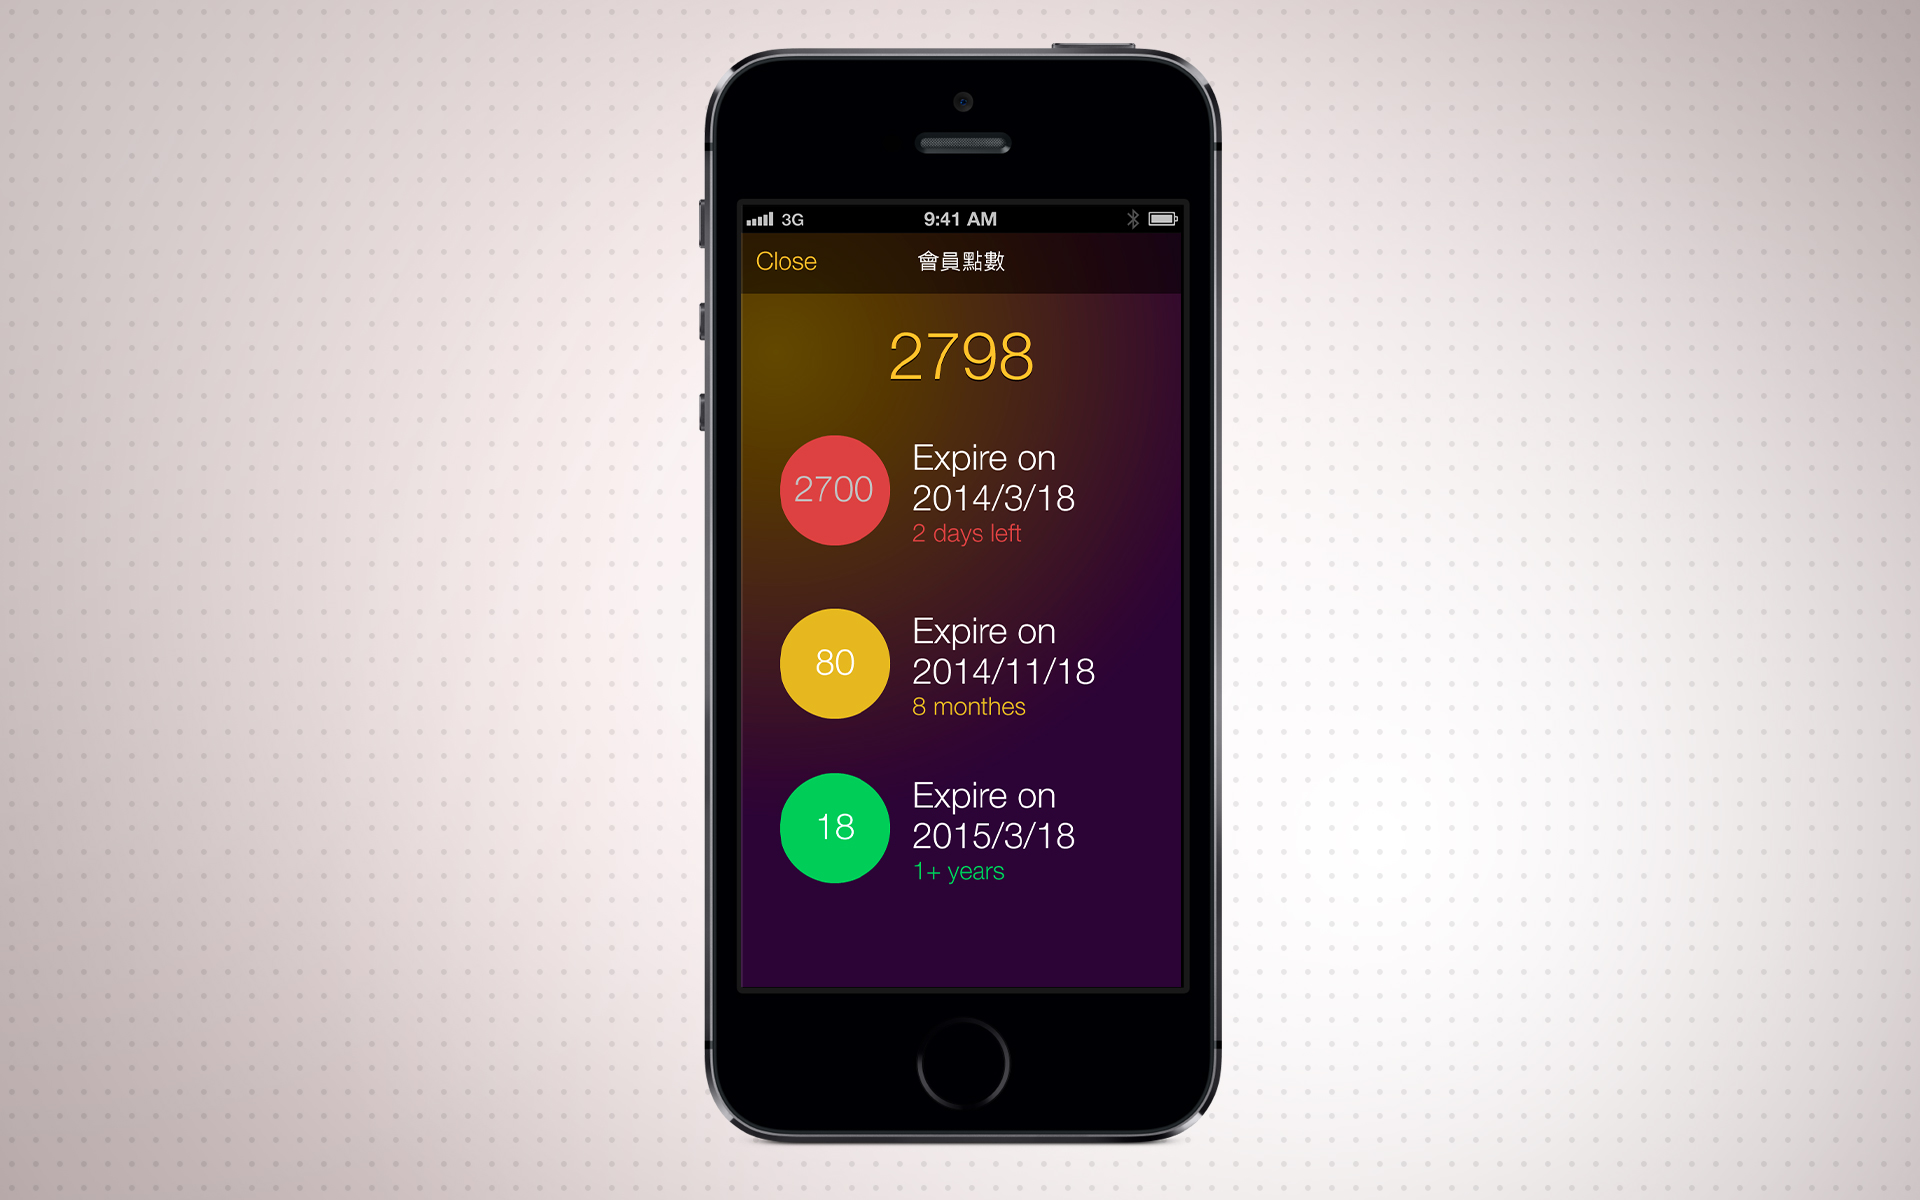 3G 9:41 AM
Close 會員點數
2798
2700
Expire on
2014/3/18
2 days left
80
Expire on
2014/11/18
8 monthes
18
Expire on
2015/3/18
1+ years